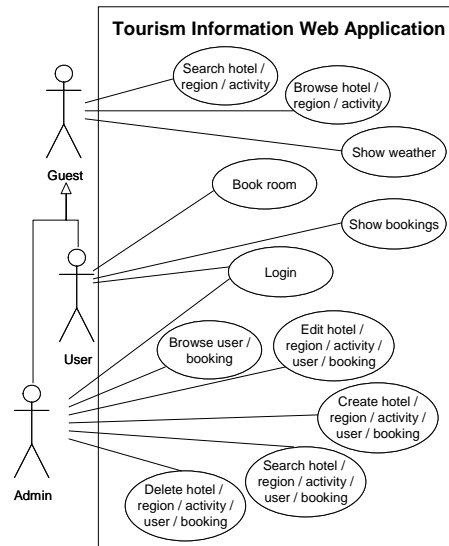 Tourism Information Web Application
Search hotel /
region / activity
Browse hotel /
region / activity
Show weather
Guest
Book room
Show bookings
Login
User
Browse user /
booking
Edit hotel /
region / activity /
user / booking
Create hotel /
region / activity /
user / booking
Search hotel /
region / activity /
user / booking
Admin
Delete hotel /
region / activity /
user / booking